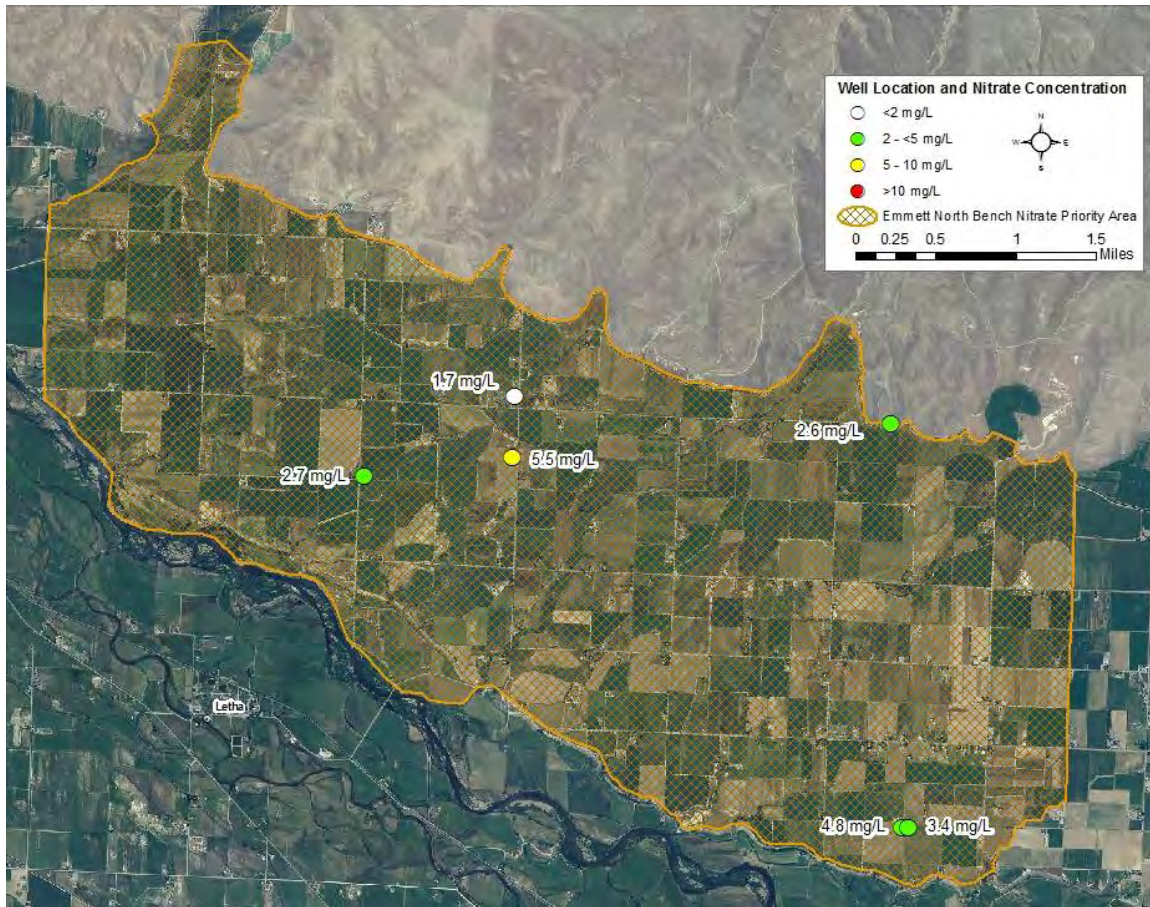 Well Location and Nitrate Concentration
<2 mg/L
2 - <5 mg/L
5 - 10 mg/L
>10 mg/L
N
W E
S
Emmett North Bench Nitrate Priority Area
0 0.25 0.5 1 1.5
Miles
1.7 mg/L
2.6 mg/L
5.5 mg/L
2.7 mg/L
Letha
4.8 mg/L 3.4 mg/L